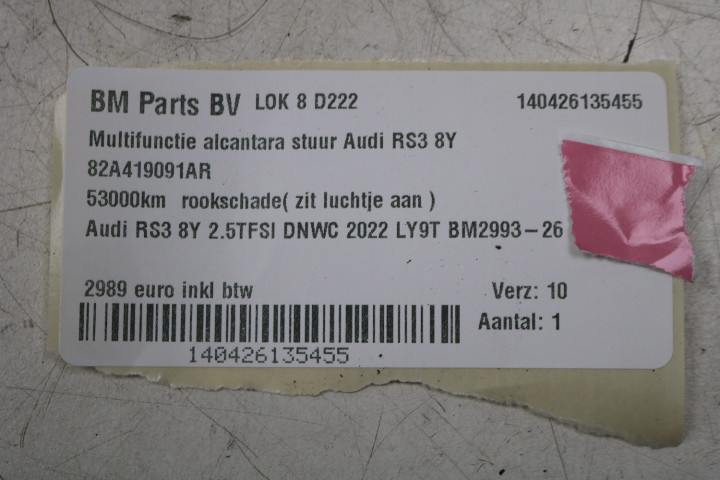 BM Parts BV LOK 8 D222 140426135455
Multifunctie alcantara stuur Audi RS3 8Y
82A419091AR
53000km rookschade( zit luchtje aan )
Audi RS3 8Y 2.5TFSI DNWC 2022 LY9T BM2993-26
2989 euro inkl btw Verz: 10
Aantal: 1
140426135455